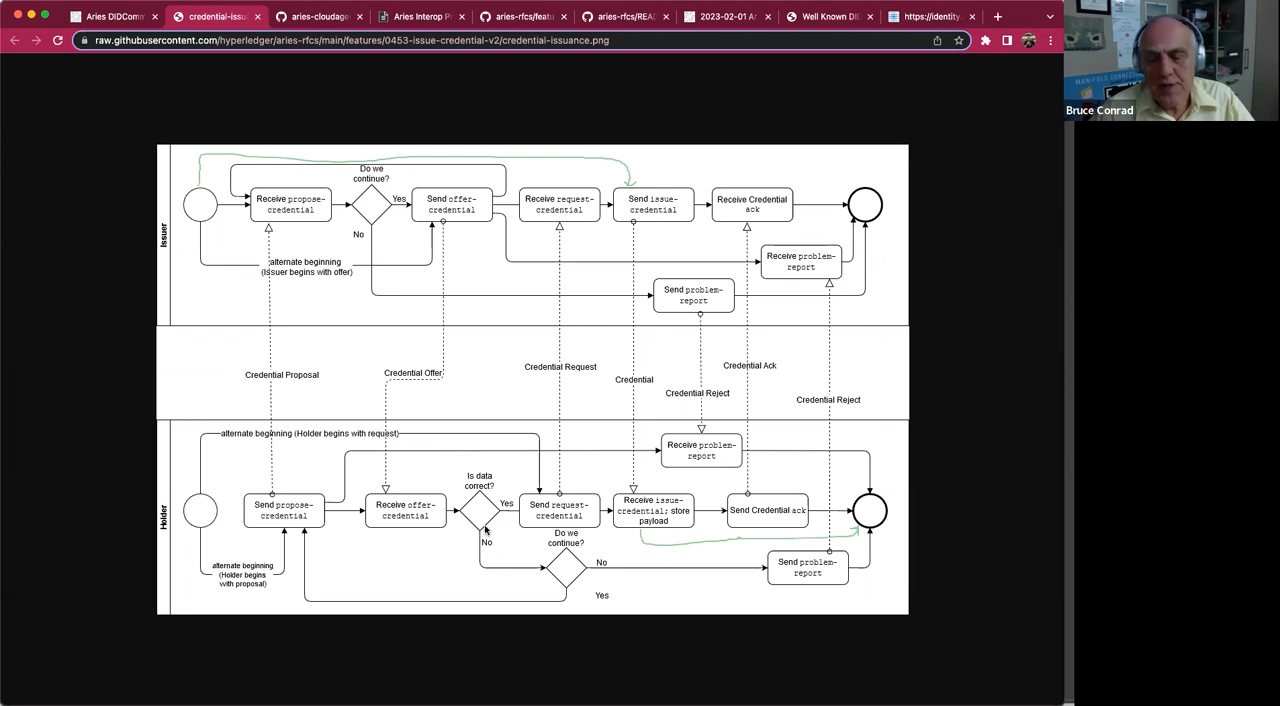 Aries DIDComm
credential-issu
aries-cloudage
Aries Interop P
aries-rfcs/featu
aries-rfcs/REA
2023-02-01 A
Well Known DI
https://identity.
raw.githubusercontent.com/hyperledger/aries-rfcs/main/features/0453-issue-credential-v2/credential-issuance.png
MANIFOLD
Bruce Conrad
Issuer
Do we
continue?
Receive propose-
credential
Yes
Send offer-
credential
Receive request-
credential
Send issue-
credential
Receive Credential
ack
No
alternate beginning
(Issuer begins with offer)
Receive problem-
report
Send problem-
report
Credential Proposal
Credential Offer
Credential Request
Credential
Credential Reject
Credential Ack
Credential Reject
Holder
alternate beginning (Holder begins with request)
Receive problem-
report
Is data
correct?
Send propose-
credential
Receive offer-
credential
Yes
Send request-
credential
Receive issue-
credential; store
payload
Send Credential ack
No
Do we
continue?
alternate beginning
(Holder begins
with proposal)
No
Send problem-
report
Yes